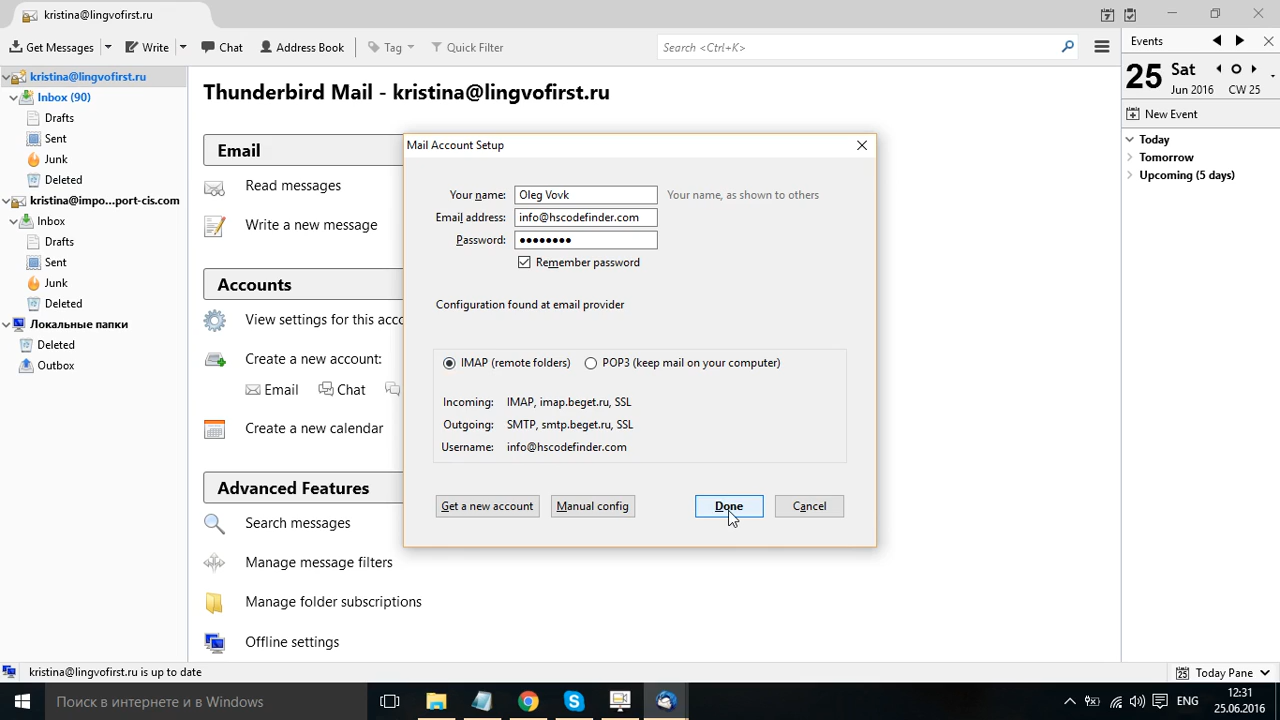 kristina@lingvofirst.ru
Get Messages
Write
Chat
Address Book
Tag
Quick Filter
Search <Ctrl+K>
Events
kristina@lingvofirst.ru
Inbox (90)
Drafts
Sent
Junk
Deleted
kristina@impo...port-cis.com
Inbox
Drafts
Sent
Junk
Deleted
Локальные папки
Deleted
Outbox
Thunderbird Mail - kristina@lingvofirst.ru
Email
Read messages
Write a new message
Accounts
View settings for this acco
Create a new account:
Email
Chat
Create a new calendar
Advanced Features
Search messages
Manage message filters
Manage folder subscriptions
Offline settings
Mail Account Setup
Your name: Oleg Vovk Your name, as shown to others
Email address: info@hscodefinder.com
Password: ●●●●●●●●
Remember password
Configuration found at email provider
IMAP (remote folders) POP3 (keep mail on your computer)
Incoming: IMAP, imap.beget.ru, SSL
Outgoing: SMTP, smtp.beget.ru, SSL
Username: info@hscodefinder.com
Get a new account Manual config Done Cancel
25 Sat
Jun 2016 CW 25
New Event
Today
Tomorrow
Upcoming (5 days)
kristina@lingvofirst.ru is up to date
Today Pane
Поиск в интернете и в Windows
ENG
12:31
25.06.2016